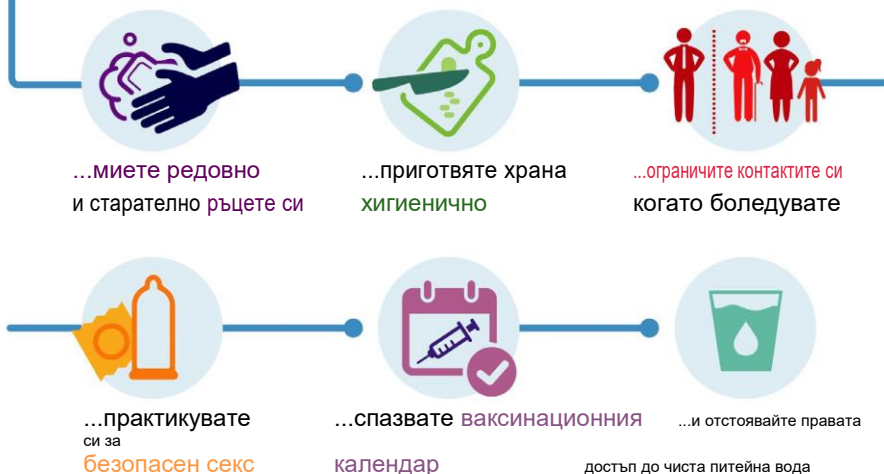 ...миете редовно
и старателно ръцете си
...приготвяте храна
хигиенично
...ограничите контактите си
когато боледувате
...практикувате
си за
безопасен секс
...спазвате ваксинационния
календар
...и отстоявайте правата
достъп до чиста питейна вода